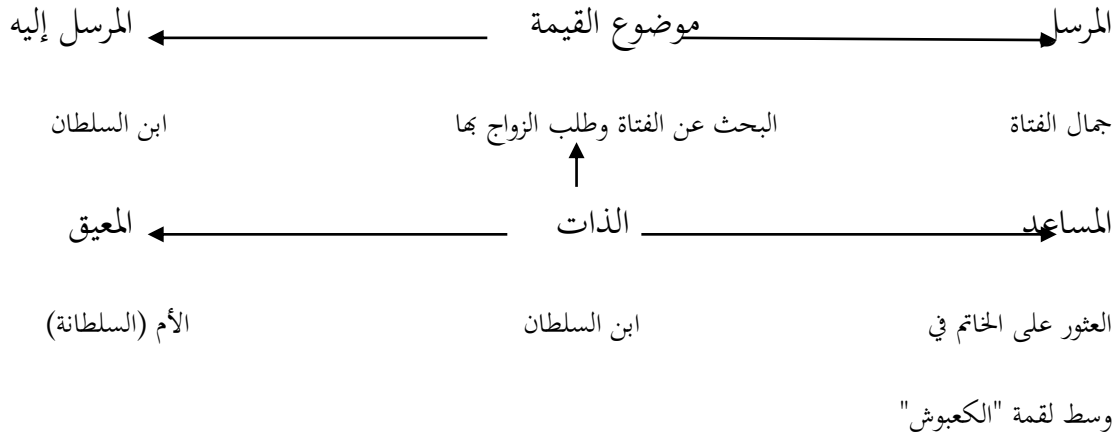 المرسل موضوع القيمة المرسل إليه
جمال الفتاة البحث عن الفتاة وطلب الزواج بها ابن السلطان
المساعد الذات المعيق
العثور على الخاتم في ابن السلطان الأم (السلطانة)
وسط لقمة "الكعبوش"